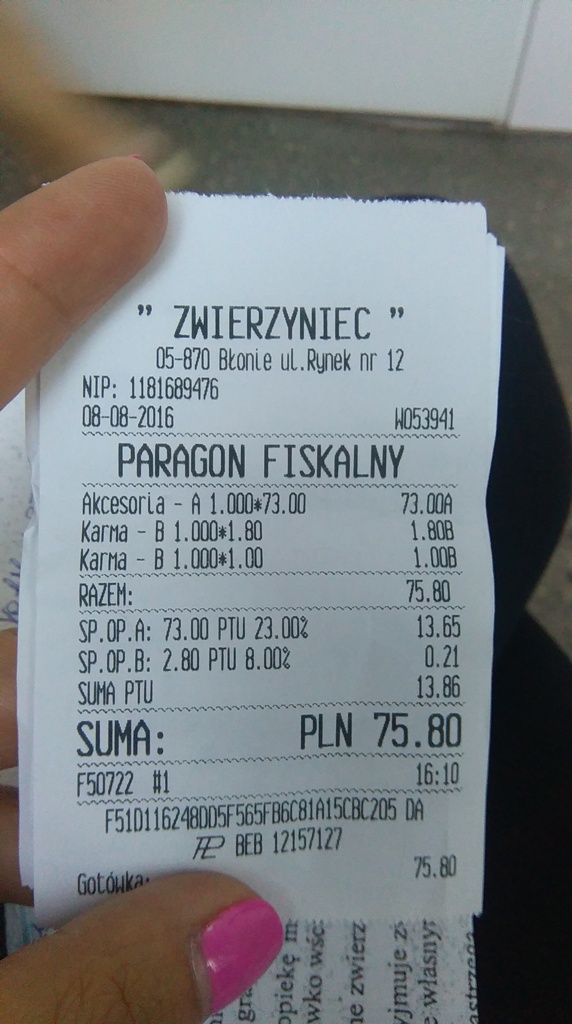 " ZWIERZYNIEC "
05-870 Błonie ul.Rynek nr 12
NIP: 1181689476
08-08-2016 W053941
PARAGON FISKALNY
Akcesoria - A 1.000*73.00 73.00A
Karma - B 1.000*1.80 1.80B
Karma - B 1.000*1.00 1.00B
RAZEM: 75.80
SP.OP.A: 73.00 PTU 23.00% 13.65
SP.OP.B: 2.80 PTU 8.00% 0.21
SUMA PTU 13.86
SUMA: PLN 75.80
F50722 #1 16:10
F51D116248DD5F565FB6C81A15CBC205 DA
BEB 12157127
Gotówka: 75.80
opiekę
zwierz
własny